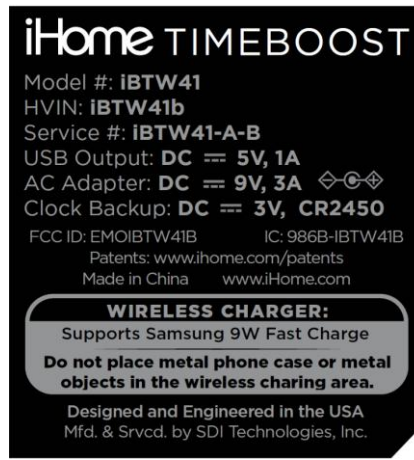 iHome TIMEBOOST
Model #: iBTW41
HVIN: iBTW41b
Service #: iBTW41-A-B
USB Output: DC ⎓ 5V, 1A
AC Adapter: DC ⎓ 9V, 3A
Clock Backup: DC ⎓ 3V, CR2450
FCC ID: EMOIBTW41B IC: 986B-IBTW41B
Patents: www.ihome.com/patents
Made in China www.iHome.com
WIRELESS CHARGER:
Supports Samsung 9W Fast Charge
Do not place metal phone case or metal
objects in the wireless charing area.
Designed and Engineered in the USA
Mfd. & Srvcd. by SDI Technologies, Inc.